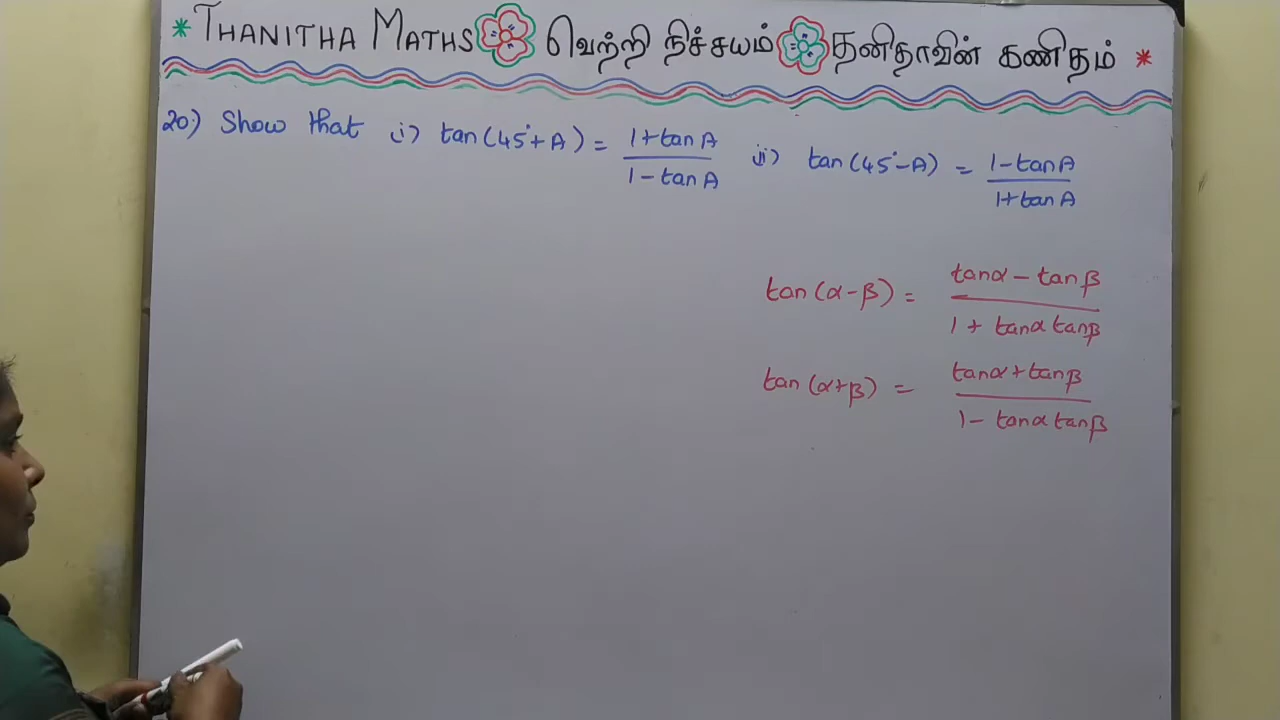 * THANITHA MATHS வெற்றி நிச்சயம் தனிதாவின் கணிதம் *
20.) Show that i) tan(45°+A) = (1+tanA)/(1-tanA) ii) tan(45°-A) = (1-tanA)/(1+tanA)
tan(α-β) = (tanα - tanβ)/(1 + tanα tanβ)
tan(α+β) = (tanα+tanβ)/(1- tanα tanβ)